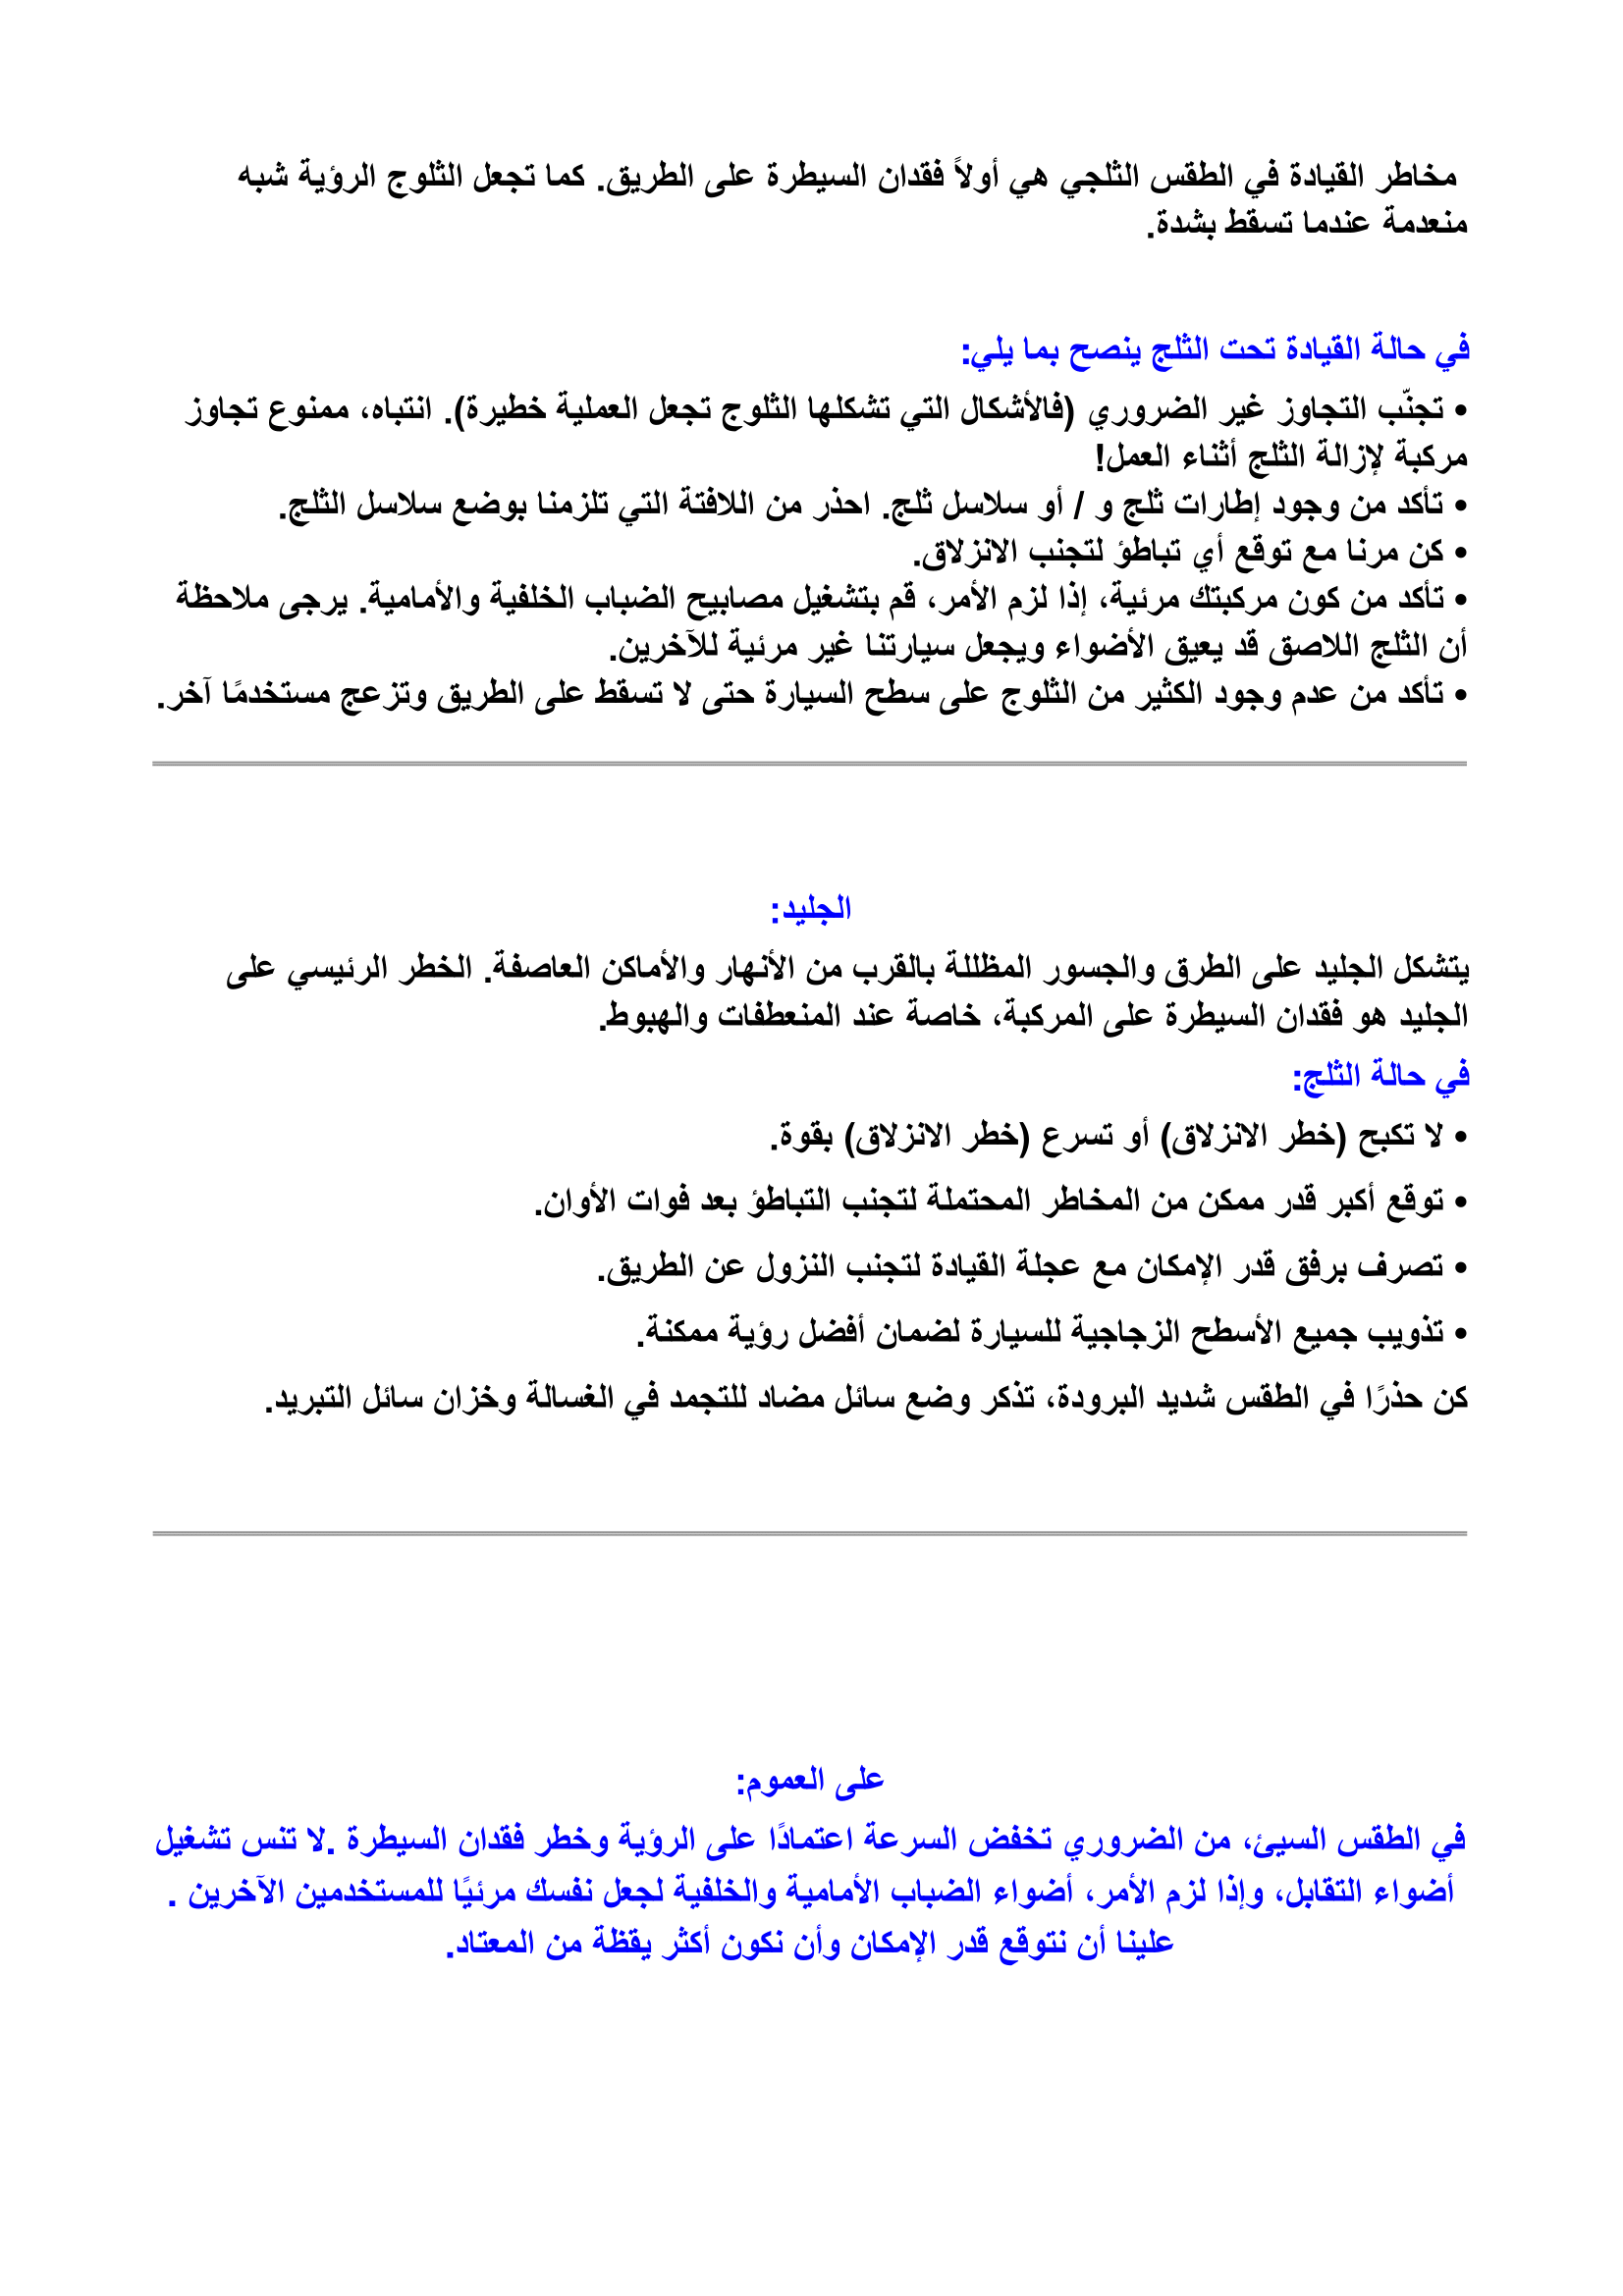 مخاطر القيادة في الطقس الثلجي هي أولاً فقدان السيطرة على الطريق. كما تجعل الثلوج الرؤية شبه
منعدمة عندما تسقط بشدة.
في حالة القيادة تحت الثلج ينصح بما يلي:
• تجنّب التجاوز غير الضروري (فالأشكال التي تشكلها الثلوج تجعل العملية خطيرة). انتباه، ممنوع تجاوز
مركبة لإزالة الثلج أثناء العمل!
• تأكد من وجود إطارات ثلج و / أو سلاسل ثلج. احذر من اللافتة التي تلزمنا بوضع سلاسل الثلج.
• كن مرنا مع توقع أي تباطؤ لتجنب الانزلاق.
• تأكد من كون مركبتك مرئية، إذا لزم الأمر، قم بتشغيل مصابيح الضباب الخلفية والأمامية. يرجى ملاحظة
أن الثلج اللاصق قد يعيق الأضواء ويجعل سيارتنا غير مرئية للآخرين.
• تأكد من عدم وجود الكثير من الثلوج على سطح السيارة حتى لا تسقط على الطريق وتزعج مستخدمًا آخر.
الجليد:
يتشكل الجليد على الطرق والجسور المظللة بالقرب من الأنهار والأماكن العاصفة. الخطر الرئيسي على
الجليد هو فقدان السيطرة على المركبة، خاصة عند المنعطفات والهبوط.
في حالة الثلج:
• لا تكبح (خطر الانزلاق) أو تسرع (خطر الانزلاق) بقوة.
• توقع أكبر قدر ممكن من المخاطر المحتملة لتجنب التباطؤ بعد فوات الأوان.
• تصرف برفق قدر الإمكان مع عجلة القيادة لتجنب النزول عن الطريق.
• تذويب جميع الأسطح الزجاجية للسيارة لضمان أفضل رؤية ممكنة.
كن حذرًا في الطقس شديد البرودة، تذكر وضع سائل مضاد للتجمد في الغسالة وخزان سائل التبريد.
على العموم:
في الطقس السيئ، من الضروري تخفض السرعة اعتمادًا على الرؤية وخطر فقدان السيطرة .لا تنس تشغيل
أضواء التقابل، وإذا لزم الأمر، أضواء الضباب الأمامية والخلفية لجعل نفسك مرئيًا للمستخدمين الآخرين .
علينا أن نتوقع قدر الإمكان وأن نكون أكثر يقظة من المعتاد.